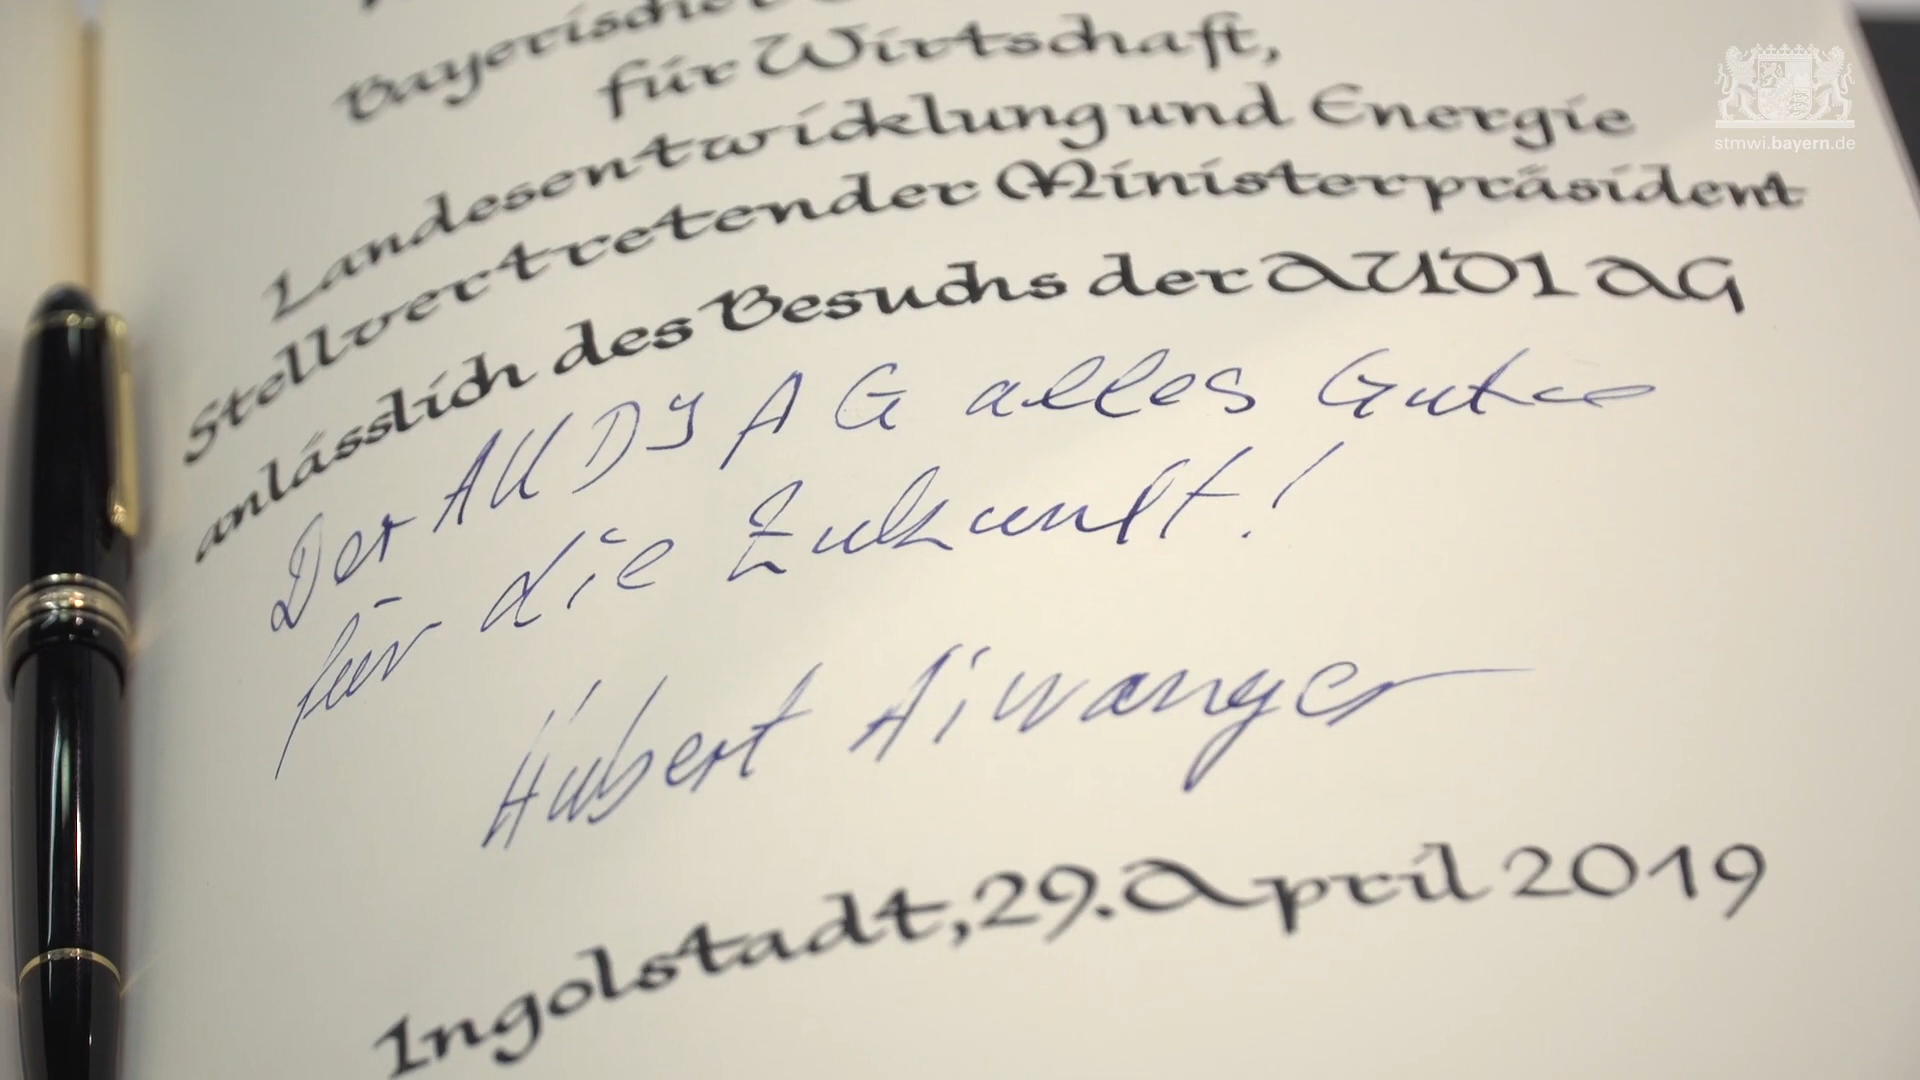 Bayerischer
für Wirtschaft,
Landesentwicklung und Energie
Stellvertretender Ministerpräsident
anlässlich des Besuchs der AUDI AG
Der AUDI AG alles Gute
für die Zukunft!
Hubert Aiwanger
Ingolstadt, 29. April 2019
stmwi.bayern.de